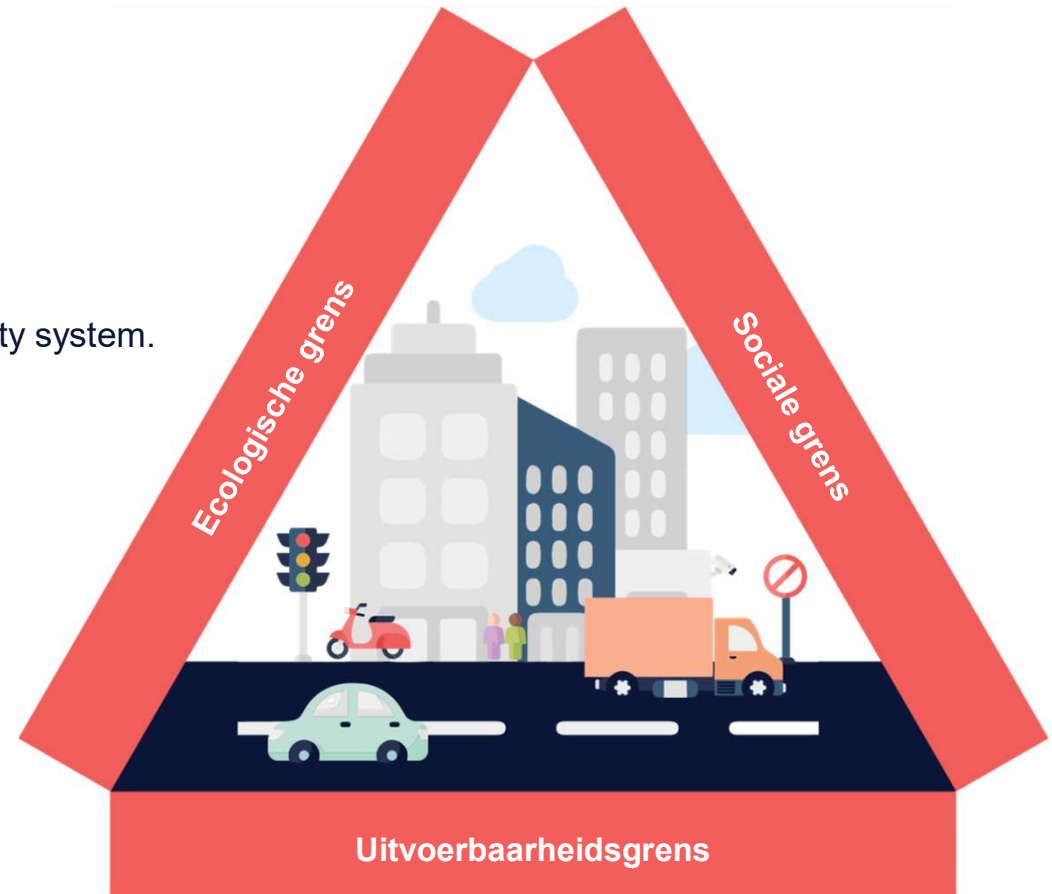 ty system.
Ecologische grens
Sociale grens
Uitvoerbaarheidsgrens